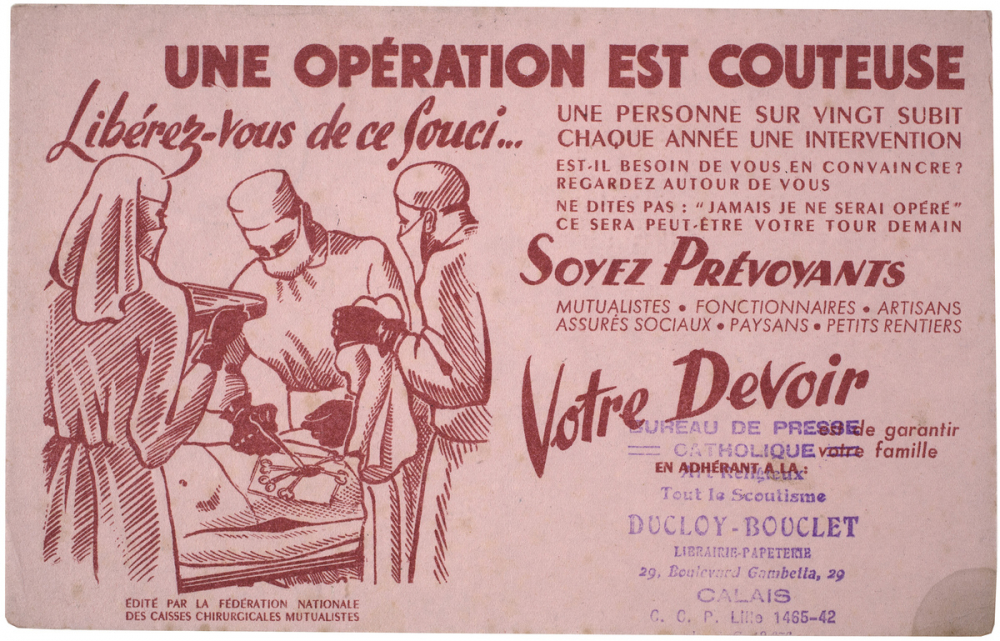 UNE OPÉRATION EST COUTEUSE
Libérez-Vous de ce Souci...
UNE PERSONNE SUR VINGT SUBIT
CHAQUE ANNÉE UNE INTERVENTION
EST-IL BESOIN DE VOUS EN CONVAINCRE ?
REGARDEZ AUTOUR DE VOUS
NE DITES PAS : "JAMAIS JE NE SERAI OPÉRÉ"
CE SERA PEUT-ÊTRE VOTRE TOUR DEMAIN
SOYEZ PRÉVOYANTS
MUTUALISTES • FONCTIONNAIRES • ARTISANS
ASSURÉS SOCIAUX • PAYSANS • PETITS RENTIERS
Votre Devoir
est de garantir
votre famille
EN ADHÉRANT A LA :
BUREAU DE PRESSE
CATHOLIQUE
Art Religieux
Tout le Scoutisme
DUCLOY-BOUCLET
LIBRAIRIE-PAPETERIE
29, Boulevard Gambetta, 29
CALAIS
C. C. P. Lille 1465-42
ÉDITÉ PAR LA FÉDÉRATION NATIONALE
DES CAISSES CHIRURGICALES MUTUALISTES